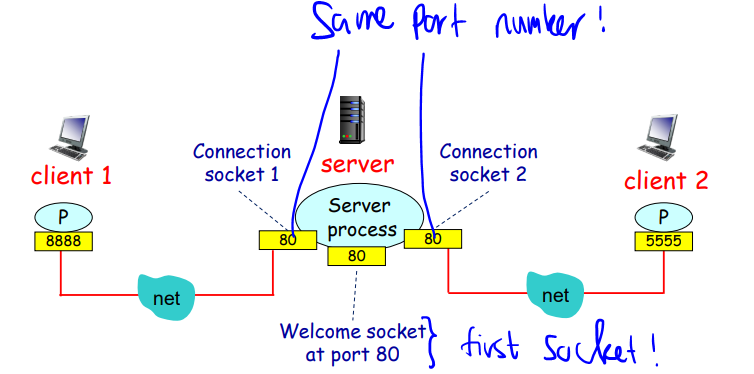 Same Port number!
Connection
socket 1
server
Connection
socket 2
client 1
client 2
P
8888
Server
process
80
80
80
P
5555
net
net
Welcome socket
at port 80
first socket!